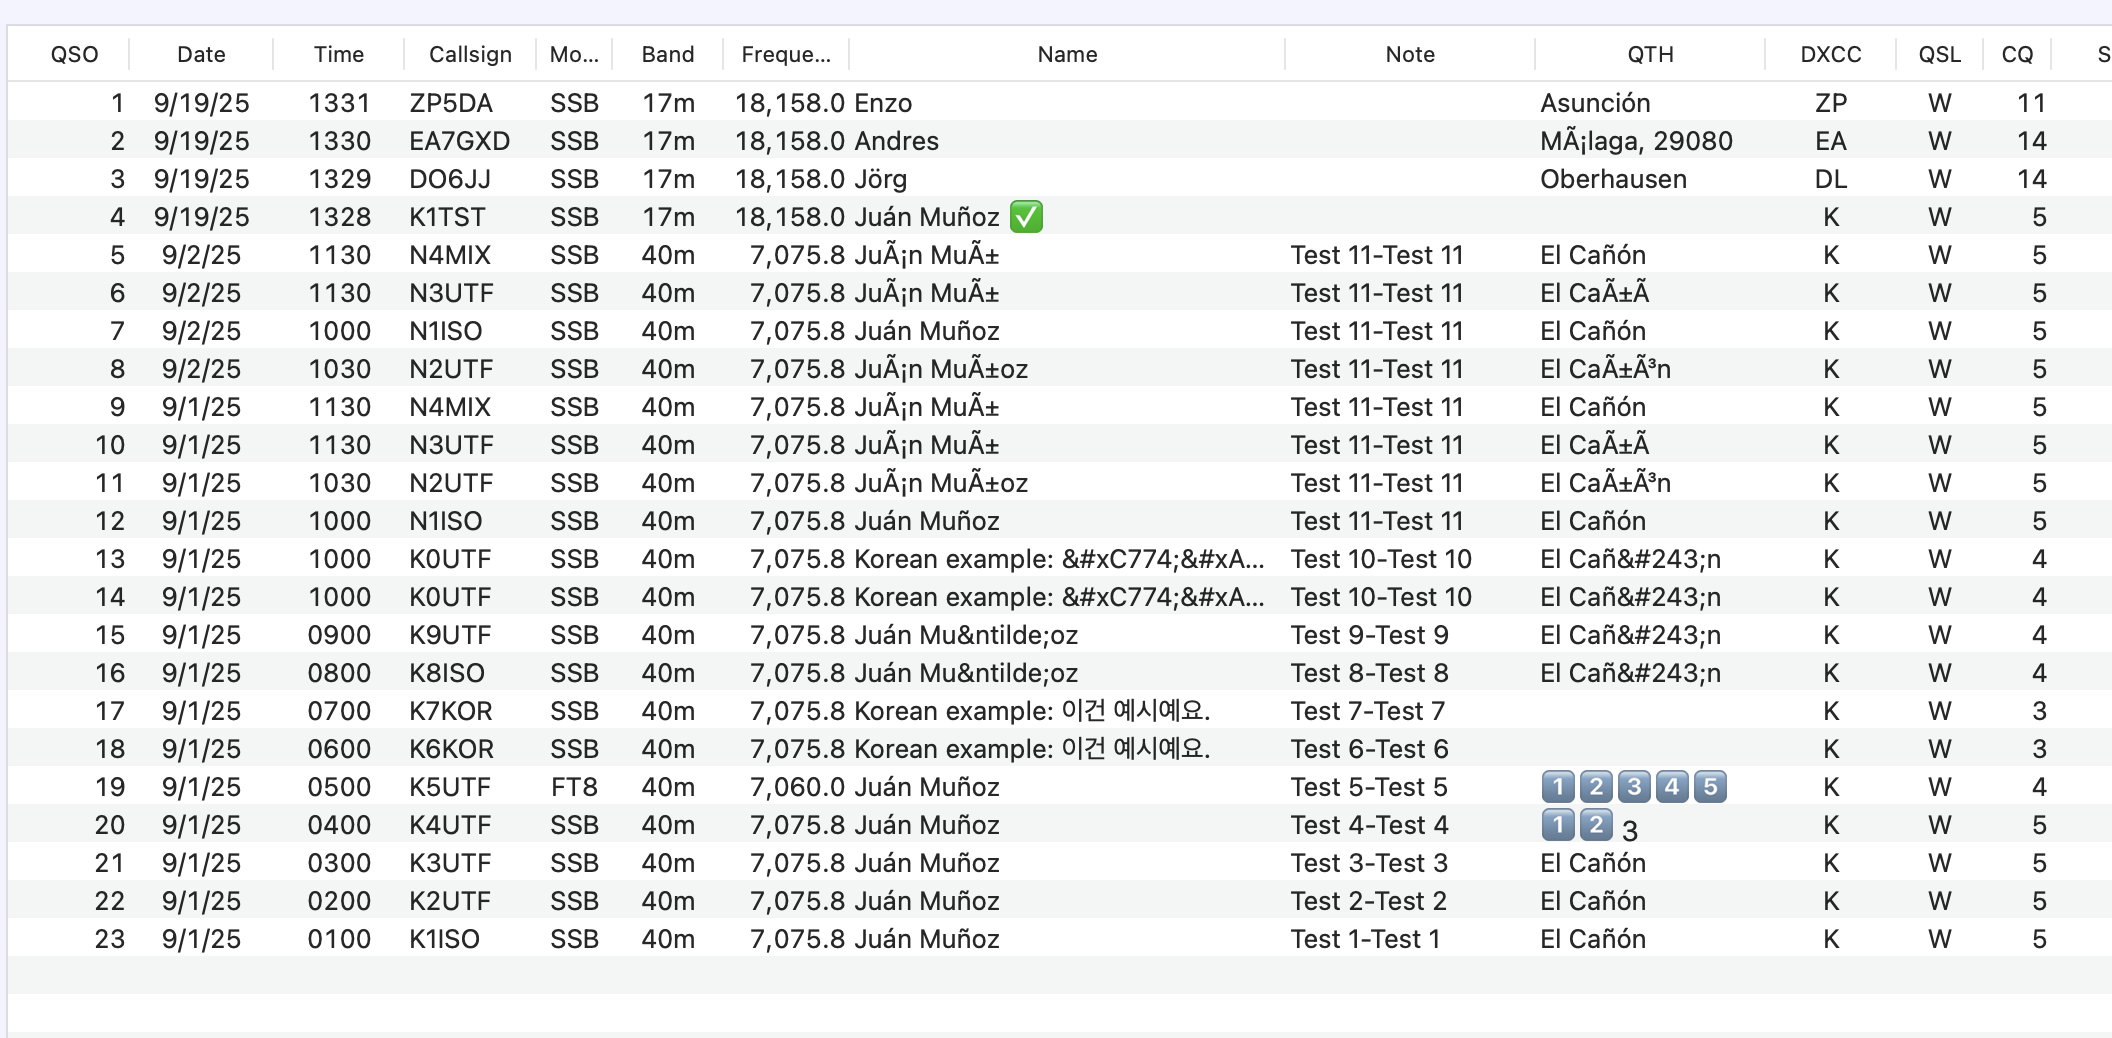 QSO Date Time Callsign Mo... Band Freque... Name Note QTH DXCC QSL CQ S
1 9/19/25 1331 ZP5DA SSB 17m 18,158.0 Enzo Asunción ZP W 11
2 9/19/25 1330 EA7GXD SSB 17m 18,158.0 Andres MÃ¡laga, 29080 EA W 14
3 9/19/25 1329 DO6JJ SSB 17m 18,158.0 Jörg Oberhausen DL W 14
4 9/19/25 1328 K1TST SSB 17m 18,158.0 Juán Muñoz ✅ K W 5
5 9/2/25 1130 N4MIX SSB 40m 7,075.8 JuÃ¡n MuÃ± Test 11-Test 11 El Cañón K W 5
6 9/2/25 1130 N3UTF SSB 40m 7,075.8 JuÃ¡n MuÃ± Test 11-Test 11 El CaÃ±Ã K W 5
7 9/2/25 1000 N1ISO SSB 40m 7,075.8 Juán Muñoz Test 11-Test 11 El Cañón K W 5
8 9/2/25 1030 N2UTF SSB 40m 7,075.8 JuÃ¡n MuÃ±oz Test 11-Test 11 El CaÃ±Ã³n K W 5
9 9/1/25 1130 N4MIX SSB 40m 7,075.8 JuÃ¡n MuÃ± Test 11-Test 11 El Cañón K W 5
10 9/1/25 1130 N3UTF SSB 40m 7,075.8 JuÃ¡n MuÃ± Test 11-Test 11 El CaÃ±Ã K W 5
11 9/1/25 1030 N2UTF SSB 40m 7,075.8 JuÃ¡n MuÃ±oz Test 11-Test 11 El CaÃ±Ã³n K W 5
12 9/1/25 1000 N1ISO SSB 40m 7,075.8 Juán Muñoz Test 11-Test 11 El Cañón K W 5
13 9/1/25 1000 K0UTF SSB 40m 7,075.8 Korean example: &#xC774;&#xA... Test 10-Test 10 El Cañ&#243;n K W 4
14 9/1/25 1000 K0UTF SSB 40m 7,075.8 Korean example: &#xC774;&#xA... Test 10-Test 10 El Cañ&#243;n K W 4
15 9/1/25 0900 K9UTF SSB 40m 7,075.8 Juán Mu&ntilde;oz Test 9-Test 9 El Cañ&#243;n K W 4
16 9/1/25 0800 K8ISO SSB 40m 7,075.8 Juán Mu&ntilde;oz Test 8-Test 8 El Cañ&#243;n K W 4
17 9/1/25 0700 K7KOR SSB 40m 7,075.8 Korean example: 이건 예시예요. Test 7-Test 7 K W 3
18 9/1/25 0600 K6KOR SSB 40m 7,075.8 Korean example: 이건 예시예요. Test 6-Test 6 K W 3
19 9/1/25 0500 K5UTF FT8 40m 7,060.0 Juán Muñoz Test 5-Test 5 1️⃣2️⃣3️⃣4️⃣5️⃣ K W 4
20 9/1/25 0400 K4UTF SSB 40m 7,075.8 Juán Muñoz Test 4-Test 4 1️⃣2️⃣3 K W 5
21 9/1/25 0300 K3UTF SSB 40m 7,075.8 Juán Muñoz Test 3-Test 3 El Cañón K W 5
22 9/1/25 0200 K2UTF SSB 40m 7,075.8 Juán Muñoz Test 2-Test 2 El Cañón K W 5
23 9/1/25 0100 K1ISO SSB 40m 7,075.8 Juán Muñoz Test 1-Test 1 El Cañón K W 5